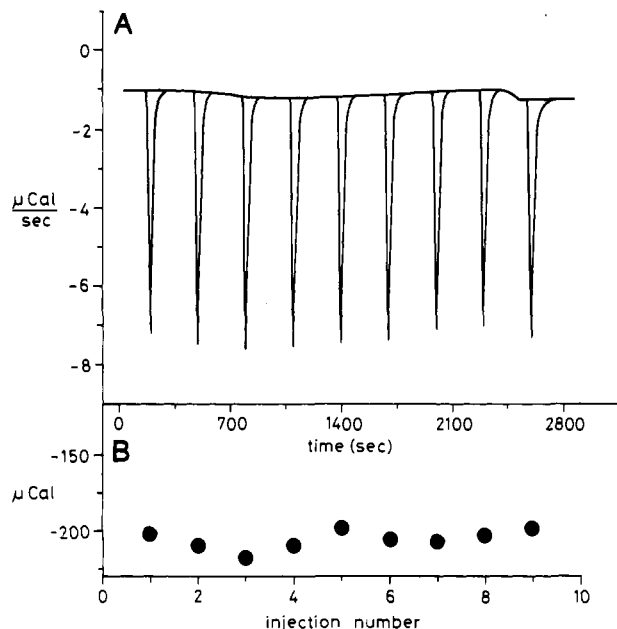 A
0
-2
-4
-6
-8
μCal
sec
0 700 1400 2100 2800
time (sec)
B
-150
μCal
-200
0 2 4 6 8 10
injection number